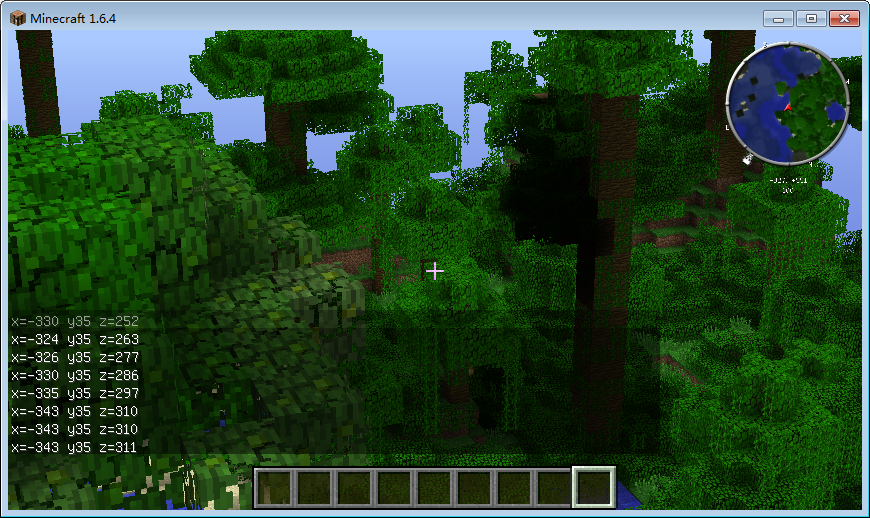 Minecraft 1.6.4
x=-330 y35 z=252
x=-324 y35 z=263
x=-326 y35 z=277
x=-330 y35 z=286
x=-335 y35 z=297
x=-343 y35 z=310
x=-343 y35 z=310
x=-343 y35 z=311